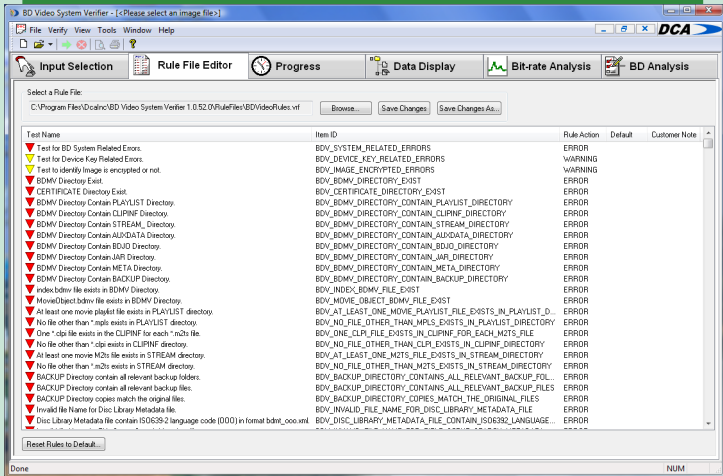 BD Video System Verifier - [<Please select an image file>]
File Verify View Tools Window Help
DCA
Input Selection Rule File Editor Progress Data Display Bit-rate Analysis BD Analysis
Select a Rule File:
C:\Program Files\DcaInc\BD Video System Verifier 1.0.52.0\RuleFiles\BDVideoRules.vrf Browse... Save Changes Save Changes As...
Test Name Item ID Rule Action Default Customer Note
Test for BD System Related Errors. BDV_SYSTEM_RELATED_ERRORS ERROR
Test for Device Key Related Errors. BDV_DEVICE_KEY_RELATED_ERRORS WARNING
Test to identify Image is encrypted or not. BDV_IMAGE_ENCRYPTED_ERRORS WARNING
BDMV Directory Exist. BDV_BDMV_DIRECTORY_EXIST ERROR
CERTIFICATE Directory Exist. BDV_CERTIFICATE_DIRECTORY_EXIST ERROR
BDMV Directory Contain PLAYLIST Directory. BDV_BDMV_DIRECTORY_CONTAIN_PLAYLIST_DIRECTORY ERROR
BDMV Directory Contain CLIPINF Directory. BDV_BDMV_DIRECTORY_CONTAIN_CLIPINF_DIRECTORY ERROR
BDMV Directory Contain STREAM_ Directory. BDV_BDMV_DIRECTORY_CONTAIN_STREAM_DIRECTORY ERROR
BDMV Directory Contain AUXDATA Directory. BDV_BDMV_DIRECTORY_CONTAIN_AUXDATA_DIRECTORY ERROR
BDMV Directory Contain BDJO Directory. BDV_BDMV_DIRECTORY_CONTAIN_BDJO_DIRECTORY ERROR
BDMV Directory Contain JAR Directory. BDV_BDMV_DIRECTORY_CONTAIN_JAR_DIRECTORY ERROR
BDMV Directory Contain META Directory. BDV_BDMV_DIRECTORY_CONTAIN_META_DIRECTORY ERROR
BDMV Directory Contain BACKUP Directory. BDV_BDMV_DIRECTORY_CONTAIN_BACKUP_DIRECTORY ERROR
index.bdmv file exists in BDMV Directory. BDV_INDEX_BDMV_FILE_EXIST ERROR
MovieObject.bdmv file exists in BDMV Directory. BDV_MOVIE_OBJECT_BDMV_FILE_EXIST ERROR
At least one movie playlist file exists in PLAYLIST directory. BDV_AT_LEAST_ONE_MOVIE_PLAYLIST_FILE_EXISTS_IN_PLAYLIST_D... ERROR
No file other than *.mpls exists in PLAYLIST directory. BDV_NO_FILE_OTHER_THAN_MPLS_EXISTS_IN_PLAYLIST_DIRECTORY ERROR
One *.clpi file exists in the CLIPINF for each *.m2ts file. BDV_ONE_CLPI_FILE_EXISTS_IN_CLIPINF_FOR_EACH_M2TS_FILE ERROR
No file other than *.clpi exists in CLIPINF directory. BDV_NO_FILE_OTHER_THAN_CLPI_EXISTS_IN_CLIPINF_DIRECTORY ERROR
At least one movie M2ts file exists in STREAM directory. BDV_AT_LEAST_ONE_M2TS_FILE_EXISTS_IN_STREAM_DIRECTORY ERROR
No file other than *.m2ts exists in STREAM directory. BDV_NO_FILE_OTHER_THAN_M2TS_EXISTS_IN_STREAM_DIRECTORY ERROR
BACKUP Directory contain all relevant backup folders. BDV_BACKUP_DIRECTORY_CONTAINS_ALL_RELEVANT_BACKUP_FOL... ERROR
BACKUP Directory contain all relevant backup files. BDV_BACKUP_DIRECTORY_CONTAINS_ALL_RELEVANT_BACKUP_FILES ERROR
BACKUP Directory copies match the original files. BDV_BACKUP_DIRECTORY_COPIES_MATCH_THE_ORIGINAL_FILES ERROR
Invalid file Name for Disc Library Metadata file. BDV_INVALID_FILE_NAME_FOR_DISC_LIBRARY_METADATA_FILE ERROR
Disc Library Metadata file contain ISO639-2 language code (OOO) in format bdmt_ooo.xml BDV_DISC_LIBRARY_METADATA_FILE_CONTAIN_ISO6392_LANGUAGE... ERROR
Reset Rules to Default...
Done NUM